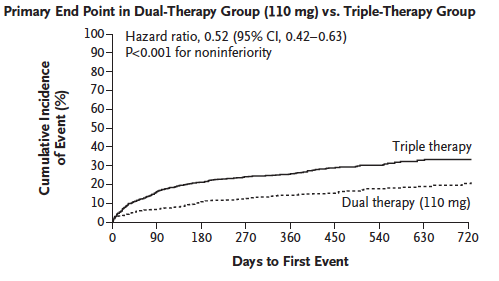 Primary End Point in Dual-Therapy Group (110 mg) vs. Triple-Therapy Group
Hazard ratio, 0.52 (95% CI, 0.42–0.63)
P<0.001 for noninferiority
Cumulative Incidence
of Event (%)
100
90
80
70
60
50
40
30
20
10
0
Triple therapy
Dual therapy (110 mg)
0 90 180 270 360 450 540 630 720
Days to First Event